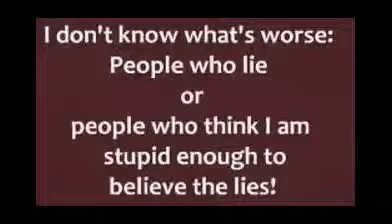 I don't know what's worse:
People who lie
or
people who think I am
stupid enough to
believe the lies!